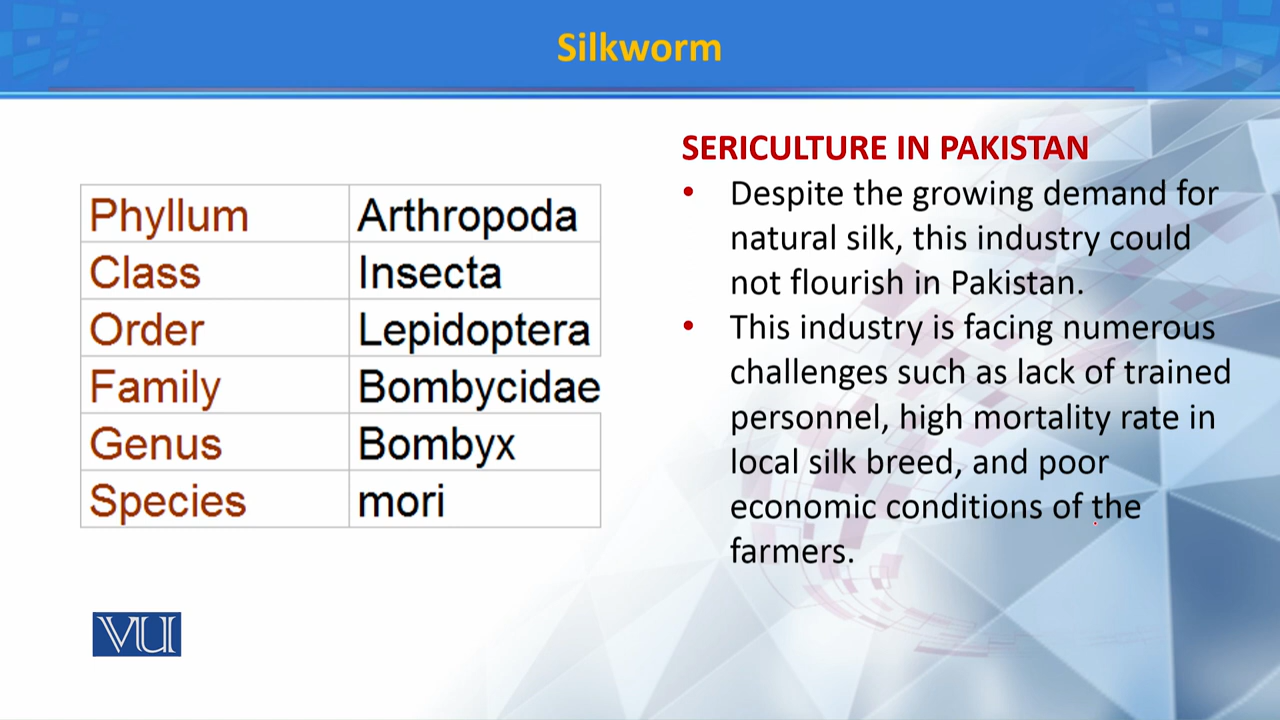 Silkworm
Phyllum Arthropoda
Class Insecta
Order Lepidoptera
Family Bombycidae
Genus Bombyx
Species mori
SERICULTURE IN PAKISTAN
• Despite the growing demand for
natural silk, this industry could
not flourish in Pakistan.
• This industry is facing numerous
challenges such as lack of trained
personnel, high mortality rate in
local silk breed, and poor
economic conditions of the
farmers.
VU